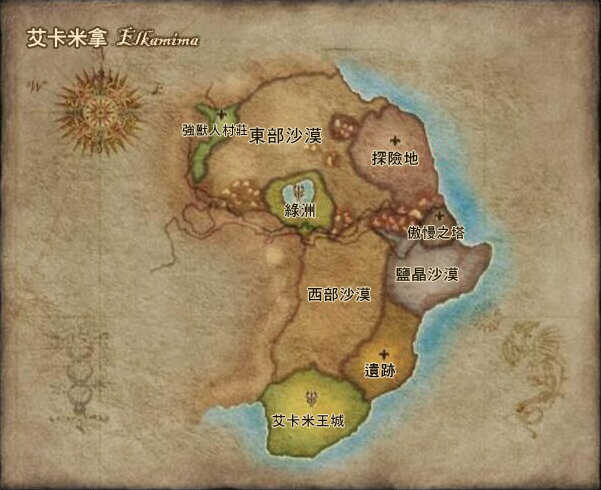 艾卡米拿 Elkamima
W
E
強獸人村莊
東部沙漠
探險地
綠洲
傲慢之塔
鹽晶沙漠
西部沙漠
遺跡
艾卡米王城